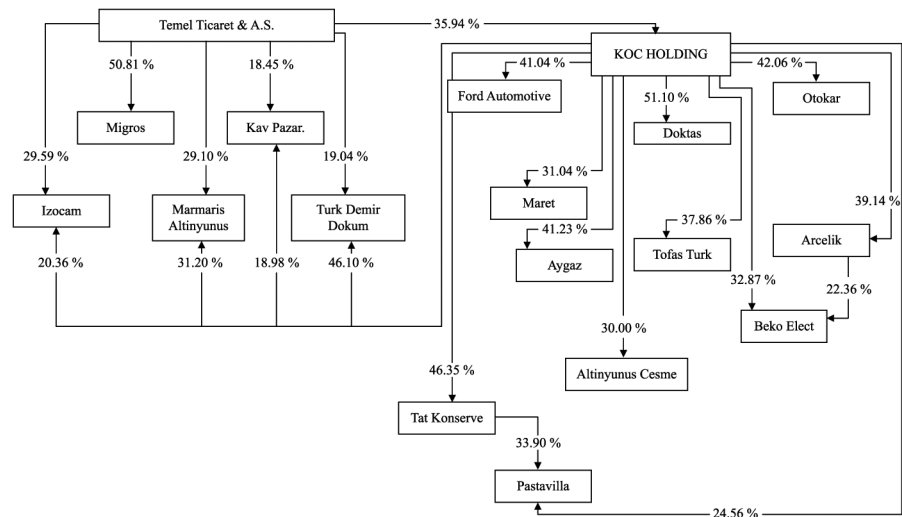 Temel Ticaret & A.S.
35.94 %
KOC HOLDING
50.81 %
18.45 %
41.04 %
42.06 %
Ford Automotive
51.10 %
Otokar
Migros
Kav Pazar.
Doktas
29.59 %
29.10 %
19.04 %
31.04 %
Izocam
Marmaris
Altinyunus
Turk Demir
Dokum
Maret
39.14 %
37.86 %
41.23 %
Arcelik
Tofas Turk
20.36 %
31.20 %
18.98 %
46.10 %
Aygaz
32.87 %
22.36 %
30.00 %
Beko Elect
46.35 %
Altinyunus Cesme
Tat Konserve
33.90 %
Pastavilla
24.56 %